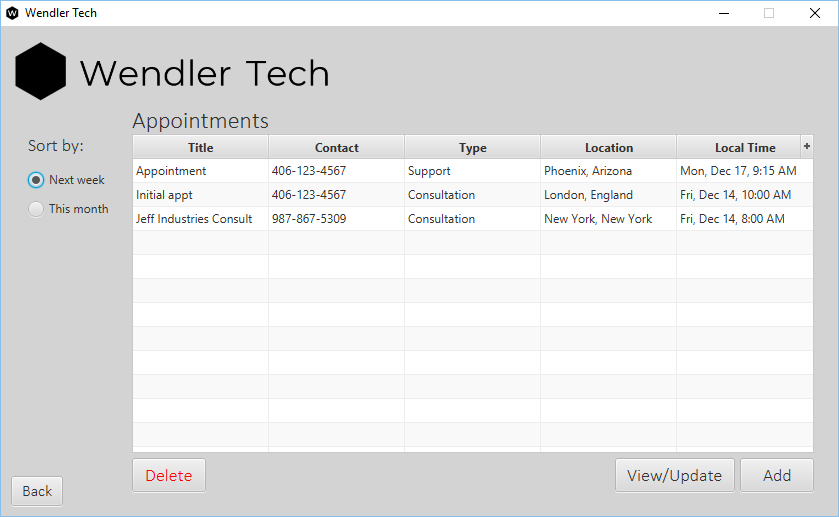 W Wendler Tech
Wendler Tech
Appointments
Sort by:
Next week
This month
Title Contact Type Location Local Time +
Appointment 406-123-4567 Support Phoenix, Arizona Mon, Dec 17, 9:15 AM
Initial appt 406-123-4567 Consultation London, England Fri, Dec 14, 10:00 AM
Jeff Industries Consult 987-867-5309 Consultation New York, New York Fri, Dec 14, 8:00 AM
Delete View/Update Add
Back